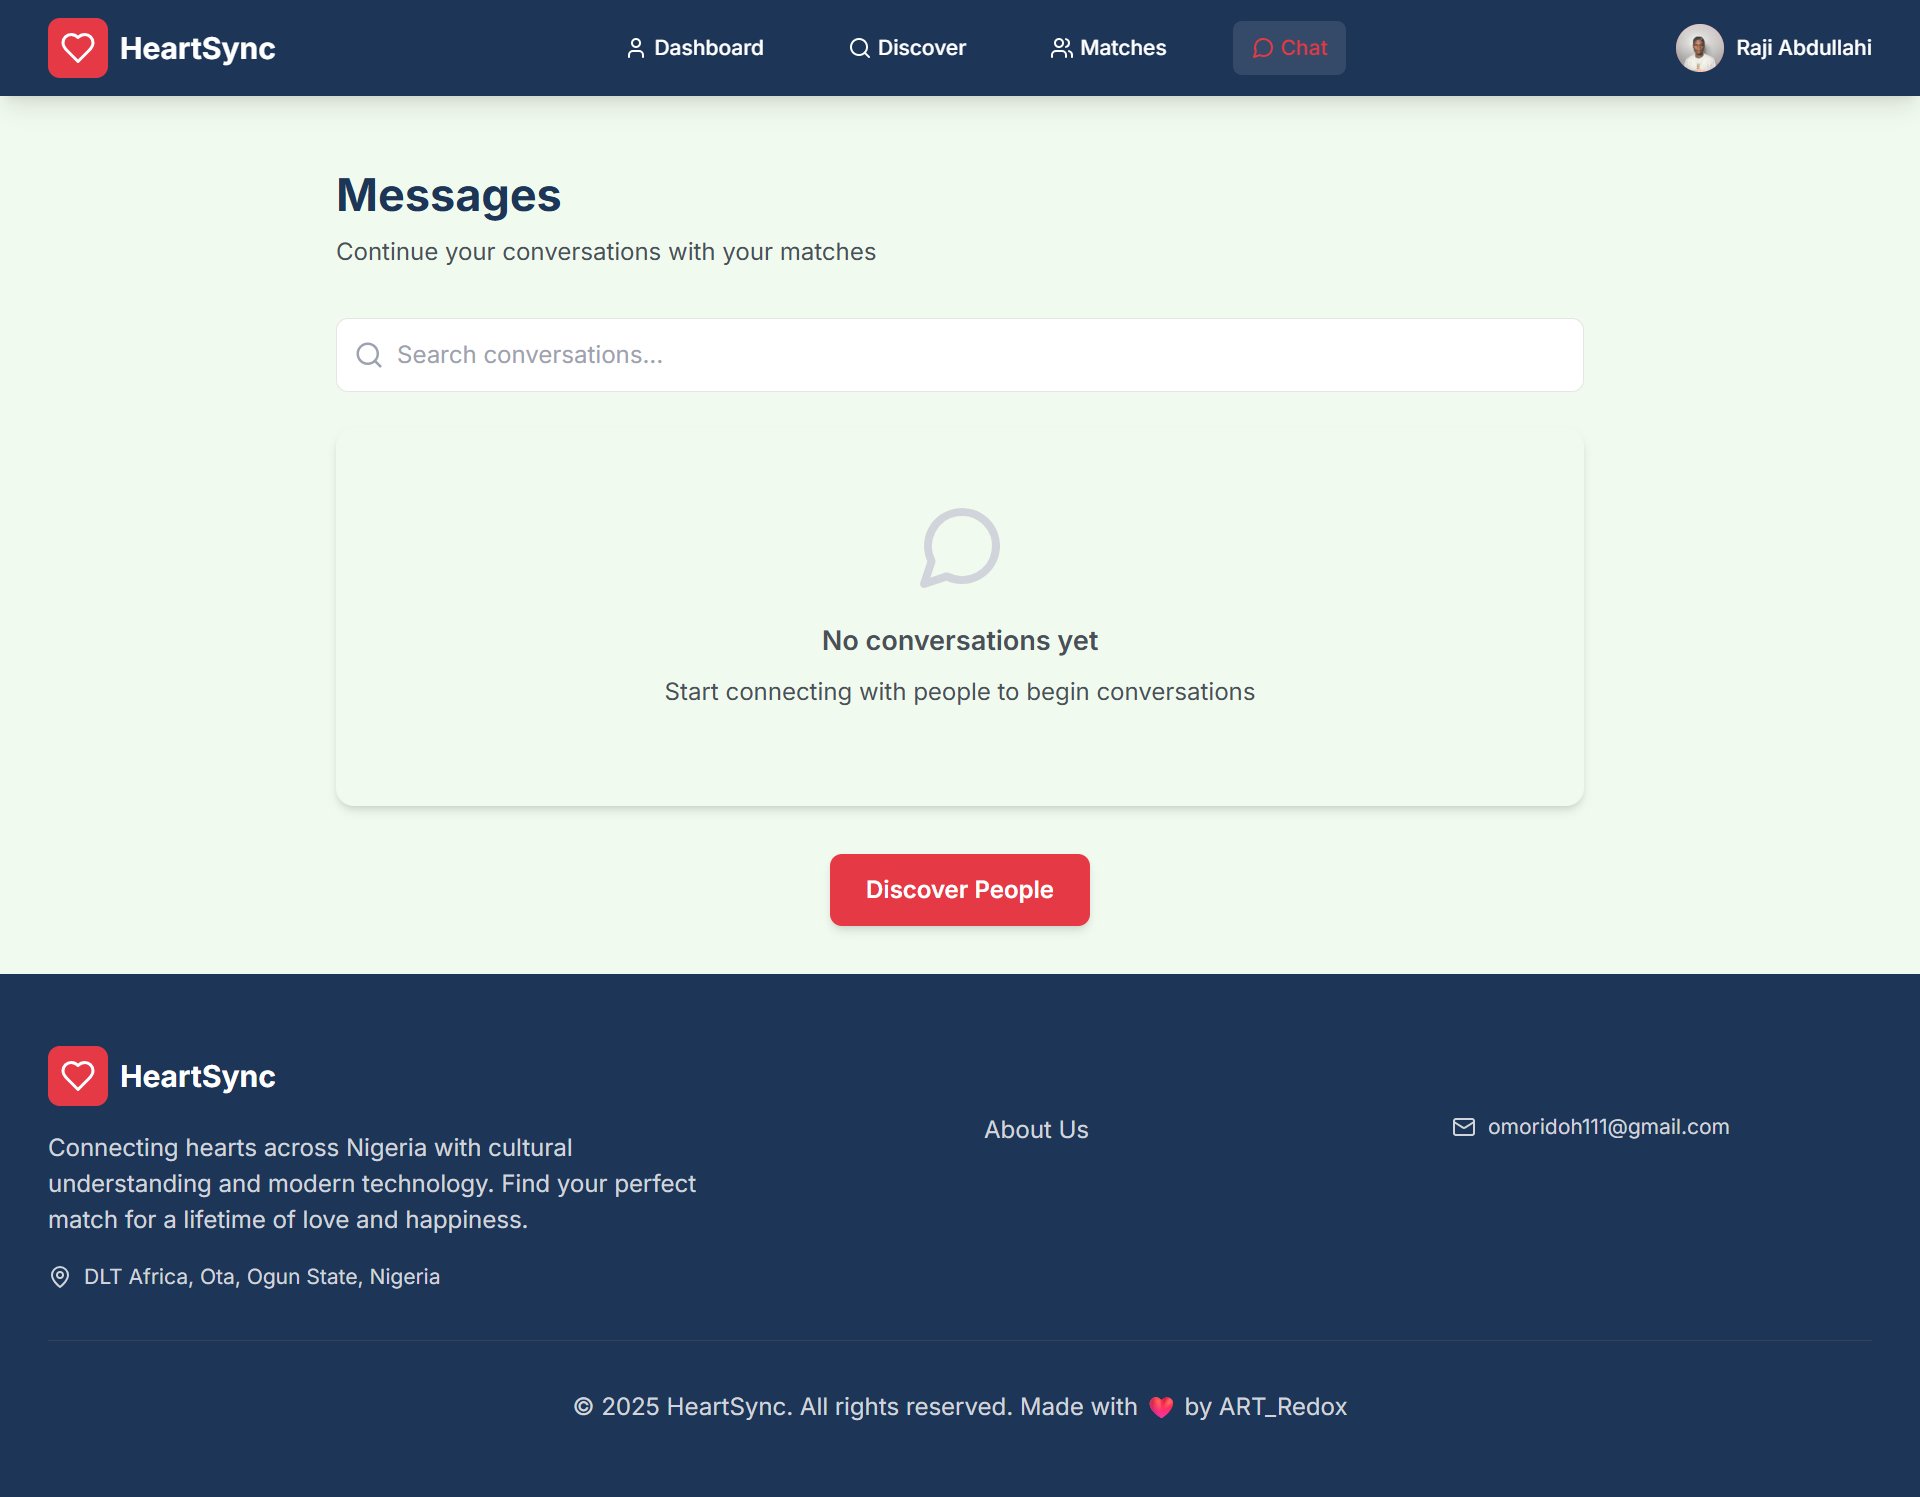 HeartSync
Dashboard
Discover
Matches
Chat
Raji Abdullahi
Messages
Continue your conversations with your matches
Search conversations...
No conversations yet
Start connecting with people to begin conversations
Discover People
HeartSync
Connecting hearts across Nigeria with cultural
understanding and modern technology. Find your perfect
match for a lifetime of love and happiness.
DLT Africa, Ota, Ogun State, Nigeria
About Us
omoridoh111@gmail.com
© 2025 HeartSync. All rights reserved. Made with ❤️ by ART_Redox